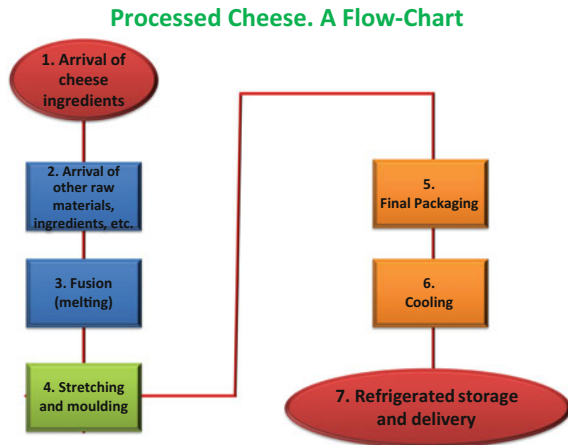 Processed Cheese. A Flow-Chart
1. Arrival of
cheese
ingredients
2. Arrival of
other raw
materials,
ingredients, etc.
3. Fusion
(melting)
4. Stretching
and moulding
5.
Final Packaging
6.
Cooling
7. Refrigerated storage
and delivery